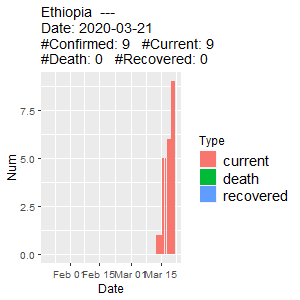 Ethiopia  ---
Date: 2020-03-21
#Confirmed: 9   #Current: 9
#Death: 0   #Recovered: 0
Num
7.5
5.0
2.5
0.0
Feb 01 Feb 15 Mar 01 Mar 15
Date
Type
current
death
recovered